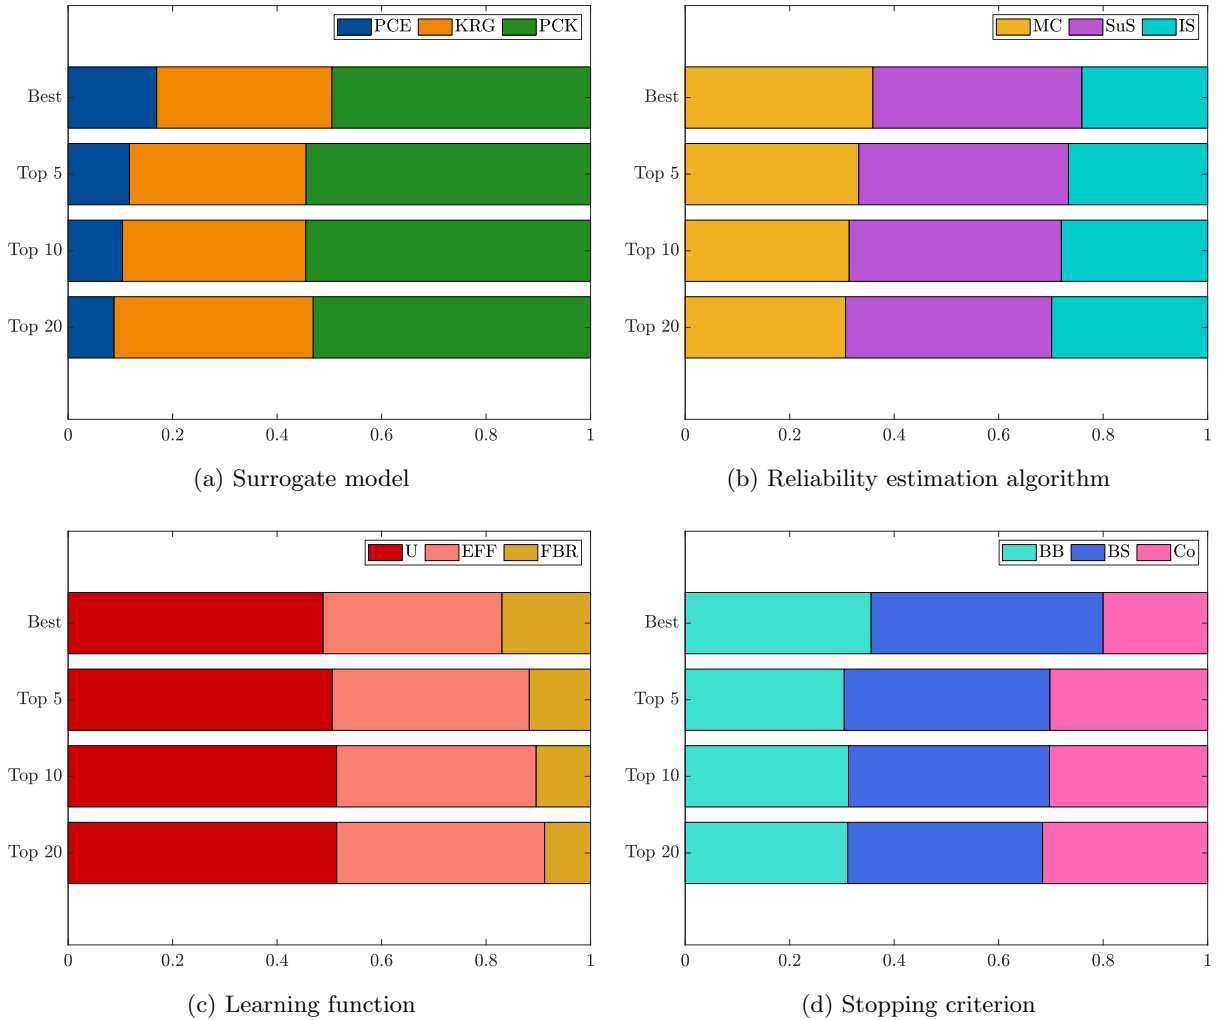 PCE KRG PCK
Best
Top 5
Top 10
Top 20
0 0.2 0.4 0.6 0.8 1
(a) Surrogate model
MC SuS IS
Best
Top 5
Top 10
Top 20
0 0.2 0.4 0.6 0.8 1
(b) Reliability estimation algorithm
U EFF FBR
Best
Top 5
Top 10
Top 20
0 0.2 0.4 0.6 0.8 1
(c) Learning function
BB BS Co
Best
Top 5
Top 10
Top 20
0 0.2 0.4 0.6 0.8 1
(d) Stopping criterion